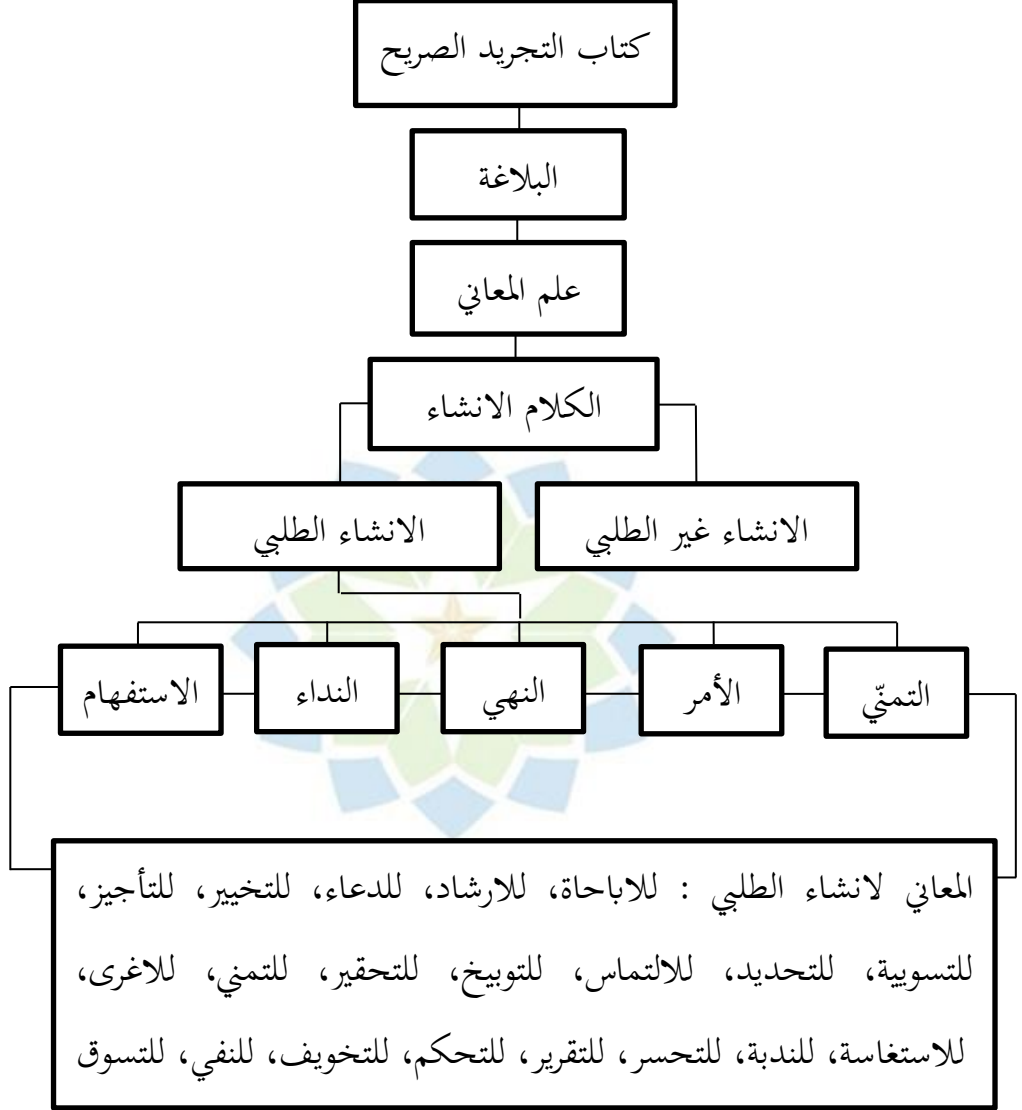 كتاب التجريد الصريح
البلاغة
علم المعاني
الكلام الانشاء
الانشاء غير الطلبي
الانشاء الطلبي
التمنّي
الأمر
النهي
النداء
الاستفهام
المعاني لانشاء الطلبي : للاباحاة، للارشاد، للدعاء، للتخيير، للتأجيز،
للتسويية، للتحديد، للالتماس، للتوبيخ، للتحقير، للتمني، للاغرى،
للاستغاسة، للندبة، للتحسر، للتقرير، للتحكم، للتخويف، للنفي، للتسوق